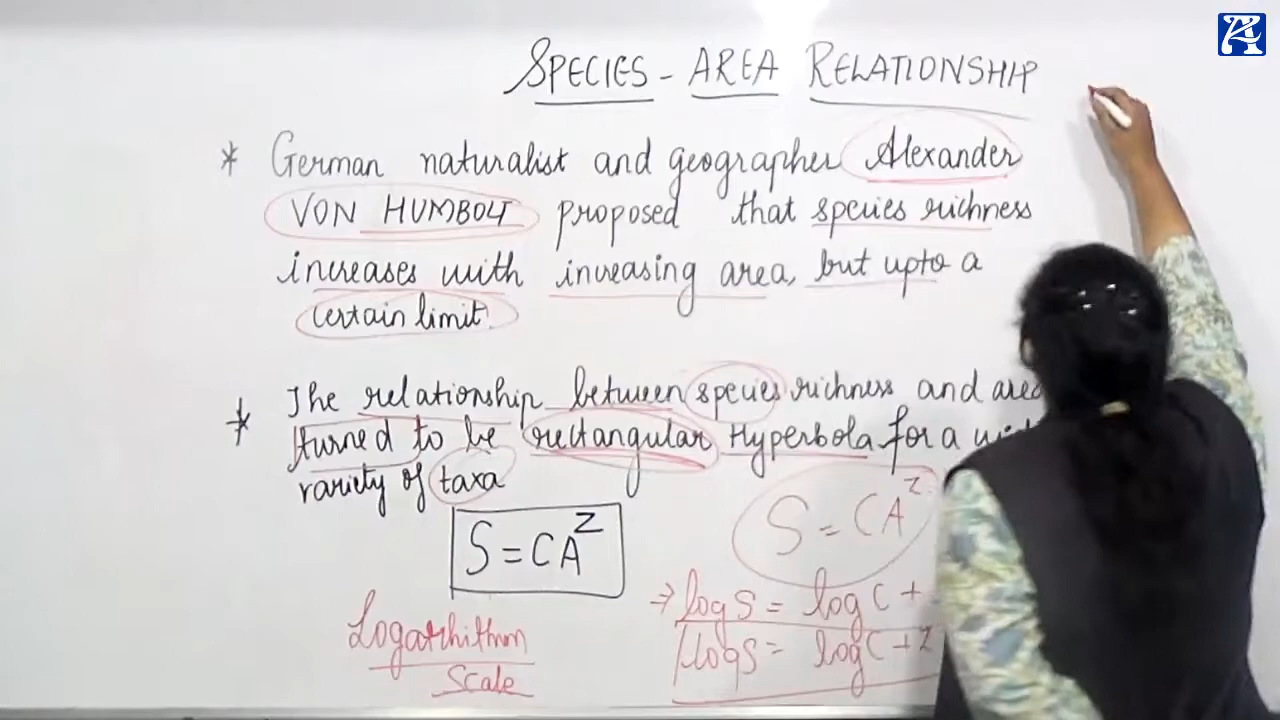 SPECIES - AREA RELATIONSHIP
* German naturalist and geographer Alexander
VON HUMBOLT proposed that species richness
increases with increasing area, but upto a
certain limit.
* The relationship between species richness and area
turned to be rectangular Hyperbola for a
variety of taxa
S = CA^Z
S = CA^Z
Logarhithm
Scale
→ log S = log C +
log S = log C + Z